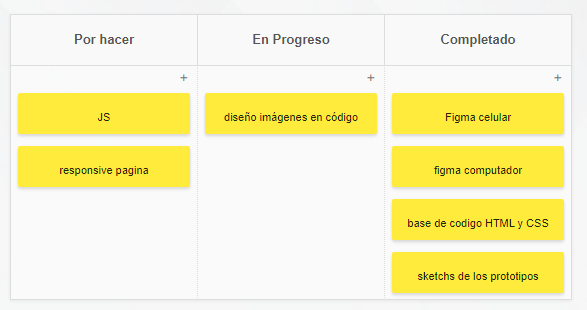 Por hacer
En Progreso
Completado
+
+
+
JS
diseño imágenes en código
Figma celular
responsive pagina
figma computador
base de codigo HTML y CSS
sketchs de los prototipos